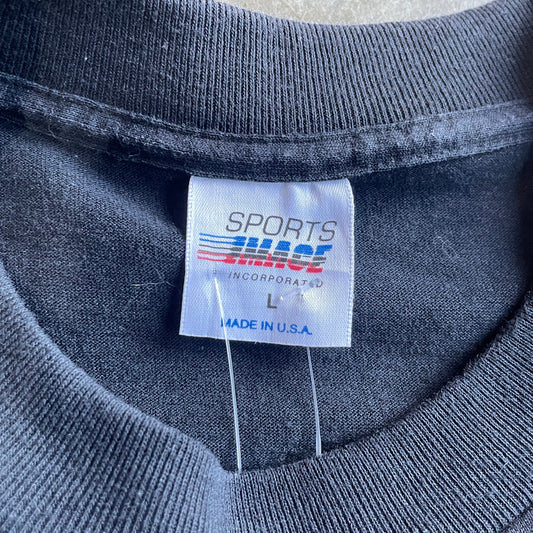 SPORTS
IMAGE
INCORPORATED
L
MADE IN U.S.A.